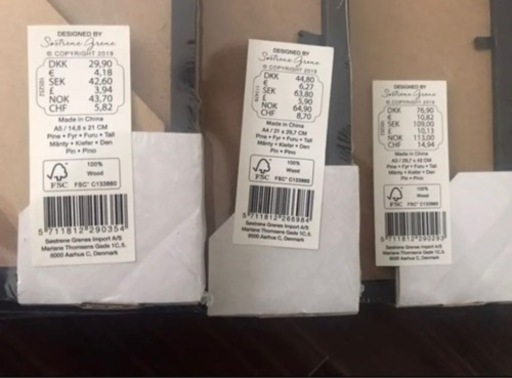 DESIGNED BY
Søstrene Grene
© COPYRIGHT 2019
DKK 29,90
€ 4,18
SEK 42,60
£ 3,94
NOK 43,70
CHF 5,82
Made in China
A5 / 14,8 x 21 CM
Pine • Fyr • Furu • Tall
Mänty • Kiefer • Den
Pin • Pino
100%
Wood
FSC FSC® C133860
5 711812 290354
Søstrene Grenes Import A/S
Mariane Thomsens Gade 1C,5.
8000 Aarhus C, Denmark
DESIGNED BY
Søstrene Grene
© COPYRIGHT 2019
DKK 44,80
€ 6,27
SEK 63,80
£ 5,90
NOK 64,90
CHF 8,70
Made in China
A4 / 21 x 29,7 CM
Pine • Fyr • Furu • Tall
Mänty • Kiefer • Den
Pin • Pino
100%
Wood
FSC FSC® C133860
5 711812
Søstrene Grenes Import A/S
Mariane Thomsens Gade 1C,5.
8000 Aarhus C, Denmark
DESIGNED BY
Søstrene Grene
© COPYRIGHT 2019
DKK 76,90
€ 10,82
SEK 109,00
£ 10,13
NOK 113,00
CHF 14,94
Made in China
A3 / 29,7 x 42 CM
Pine • Fyr • Furu • Tall
Mänty • Kiefer • Den
Pin • Pino
100%
Wood
FSC FSC® C133860
5 711812
Søstrene Grenes Import A/S
Mariane Thomsens Gade 1C,5.
8000 Aarhus C, Denmark